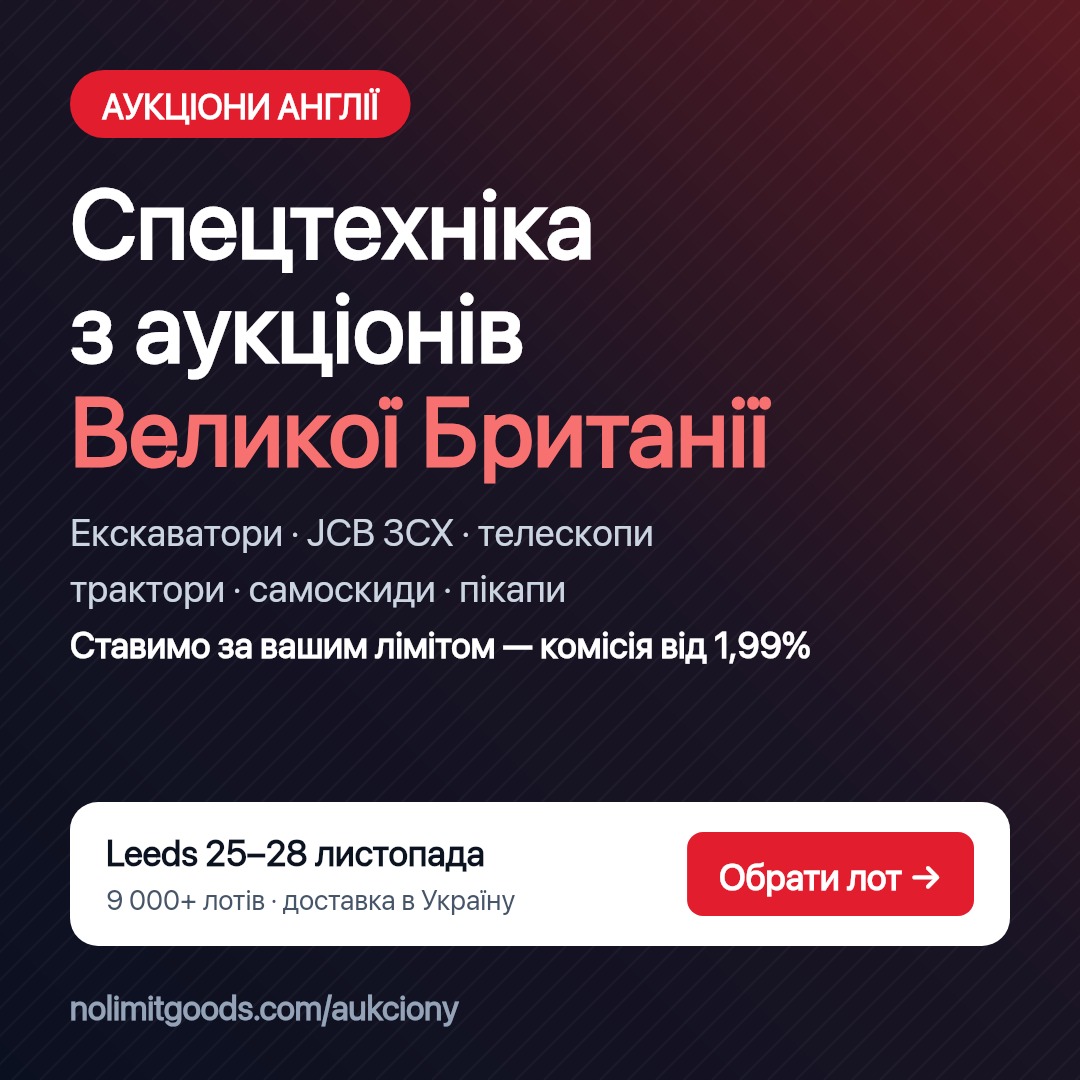 АУКЦІОНИ АНГЛІЇ
Спецтехніка
з аукціонів
Великої Британії
Екскаватори · JCB 3CX · телескопи
трактори · самоскиди · пікапи
Ставимо за вашим лімітом — комісія від 1,99%
Leeds 25–28 листопада
9 000+ лотів · доставка в Україну
Обрати лот →
nolimitgoods.com/aukciony